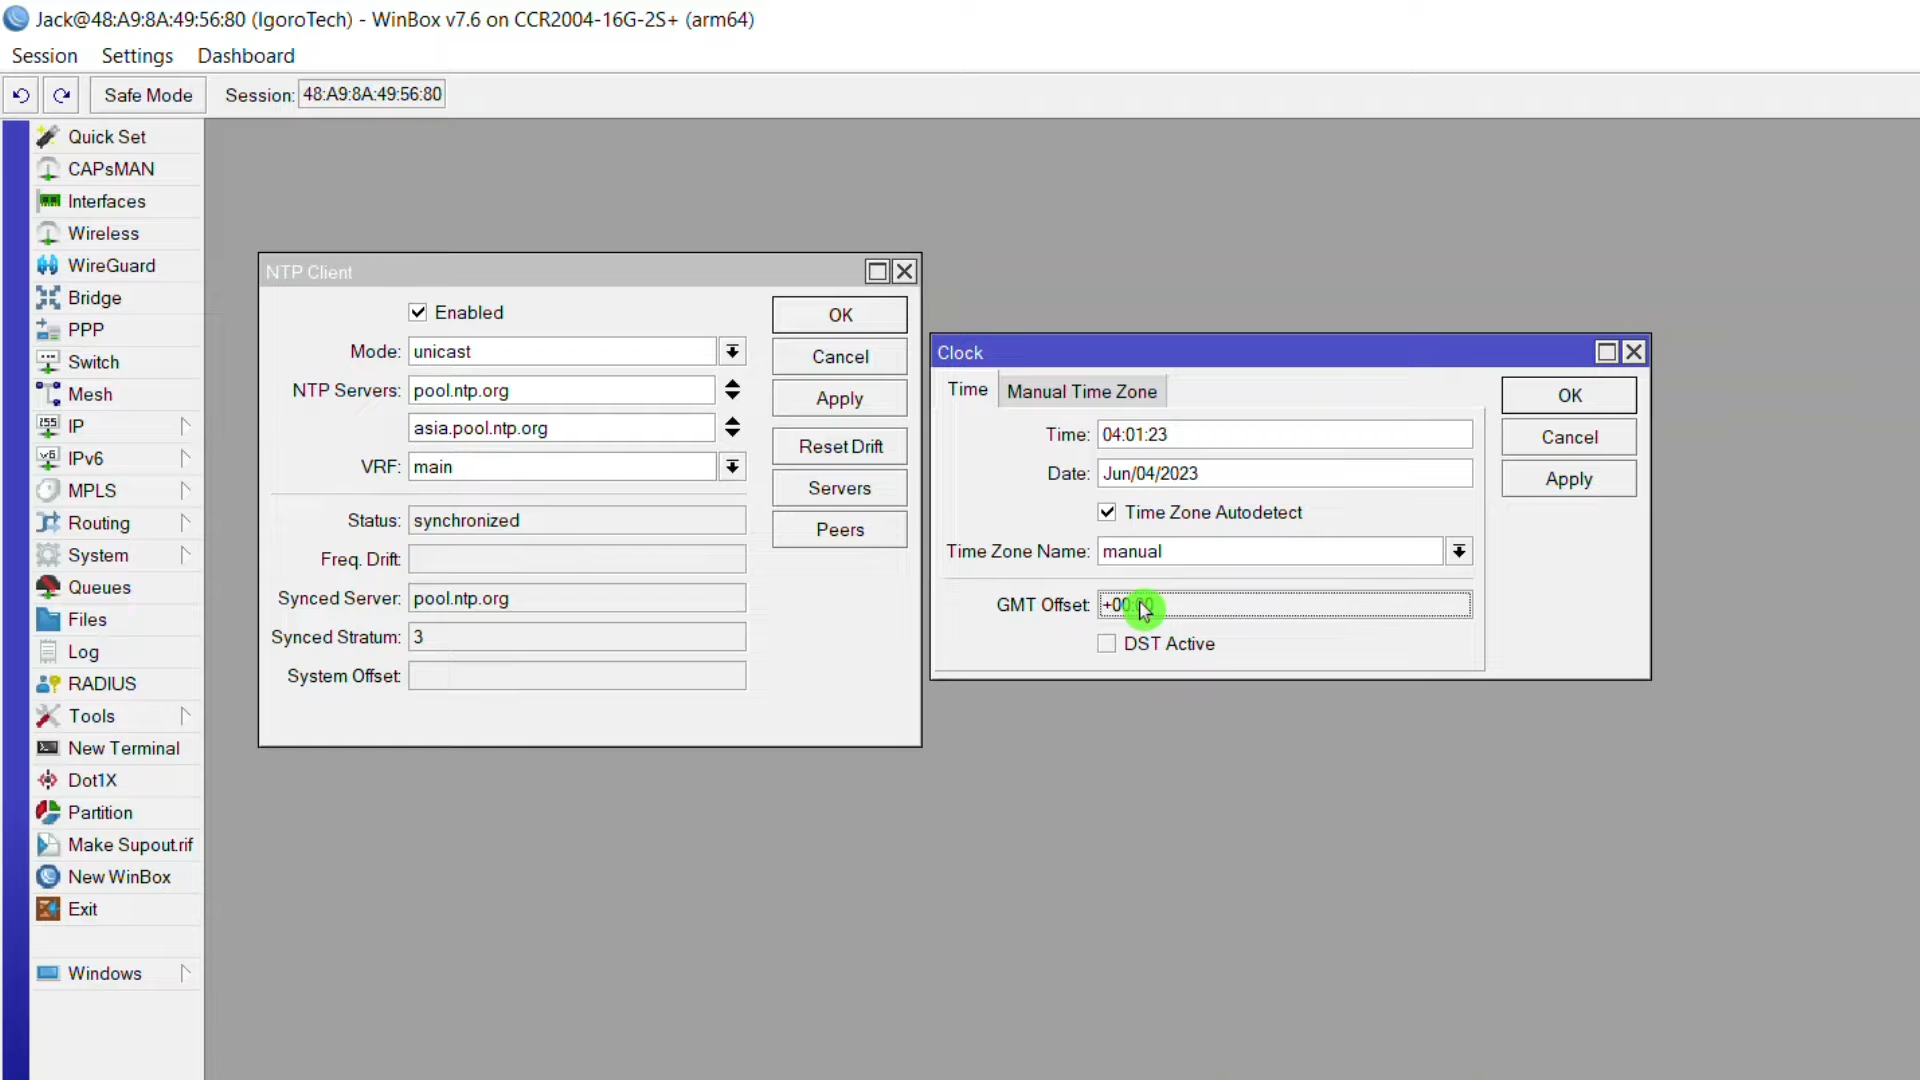 Jack@48:A9:8A:49:56:80 (IgoroTech) - WinBox v7.6 on CCR2004-16G-2S+ (arm64)
Session Settings Dashboard
Safe Mode Session: 48:A9:8A:49:56:80
Quick Set
CAPsMAN
Interfaces
Wireless
WireGuard
Bridge
PPP
Switch
Mesh
IP
IPv6
MPLS
Routing
System
Queues
Files
Log
RADIUS
Tools
New Terminal
Dot1X
Partition
Make Supout.rif
New WinBox
Exit
Windows
NTP Client
Enabled
Mode: unicast
NTP Servers: pool.ntp.org
asia.pool.ntp.org
VRF: main
Status: synchronized
Freq. Drift:
Synced Server: pool.ntp.org
Synced Stratum: 3
System Offset:
OK
Cancel
Apply
Reset Drift
Servers
Peers
Clock
Time Manual Time Zone
Time: 04:01:23
Date: Jun/04/2023
Time Zone Autodetect
Time Zone Name: manual
GMT Offset: +00:00
DST Active
OK
Cancel
Apply